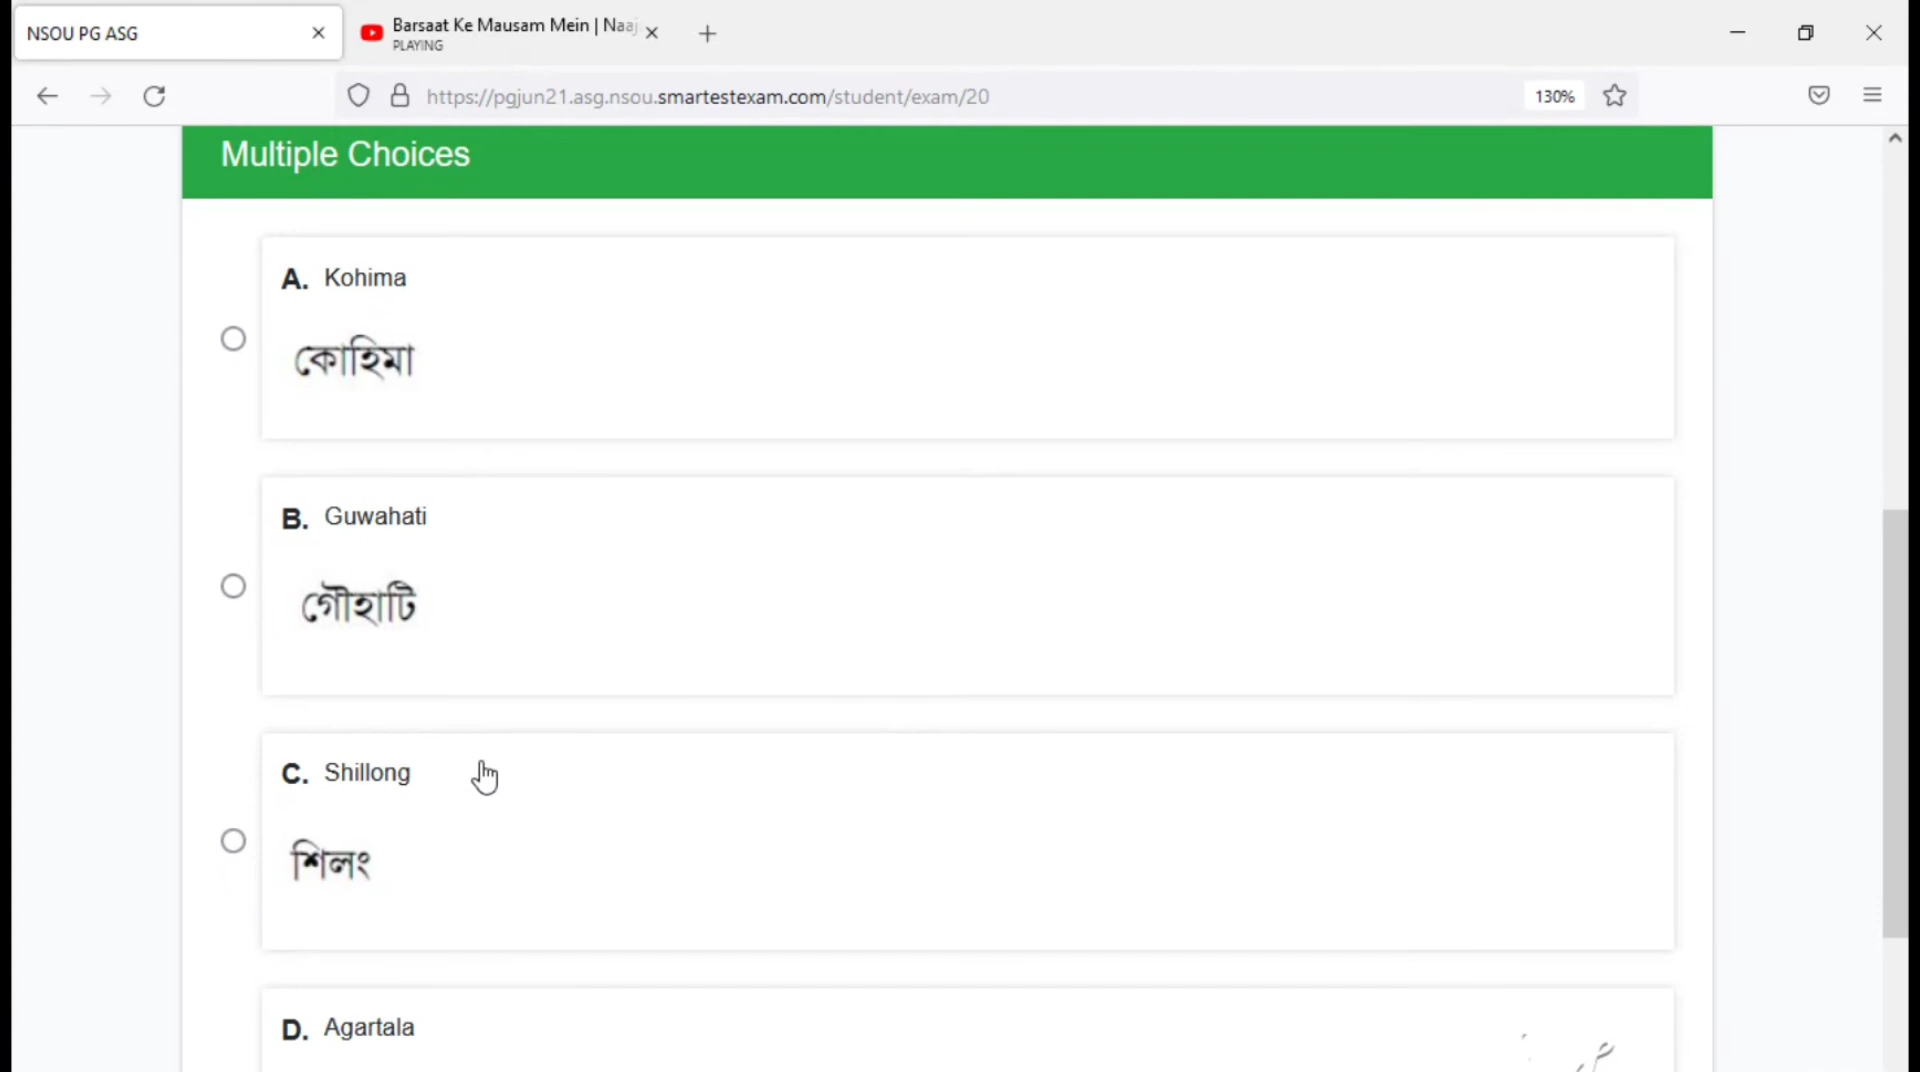 NSOU PG ASG
Barsaat Ke Mausam Mein | Naaj
PLAYING
https://pgjun21.asg.nsou.smartestexam.com/student/exam/20
130%
Multiple Choices
A. Kohima
কোহিমা
B. Guwahati
গৌহাটি
C. Shillong
শিলং
D. Agartala